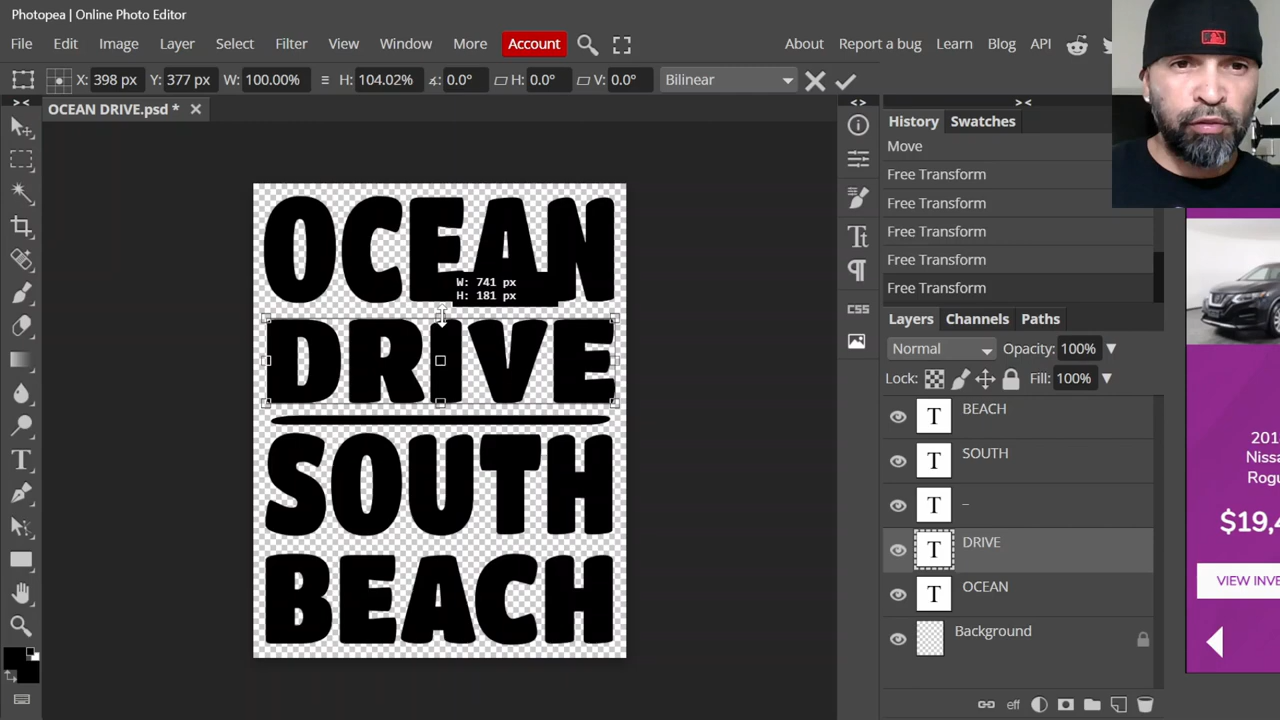 Photopea | Online Photo Editor
File Edit Image Layer Select Filter View Window More Account About Report a bug Learn Blog API
X: 398 px Y: 377 px W: 100.00% H: 104.02% 0.0° H: 0.0° V: 0.0° Bilinear
OCEAN DRIVE.psd *
OCEAN
W: 741 px
H: 181 px
DRIVE
SOUTH
BEACH
CSS
History Swatches
Move
Free Transform
Free Transform
Free Transform
Free Transform
Free Transform
Layers Channels Paths
Normal Opacity: 100%
Lock: Fill: 100%
T BEACH
T SOUTH
T –
T DRIVE
T OCEAN
Background
eff
201
Nissa
Rogu
$19,4
VIEW INVE